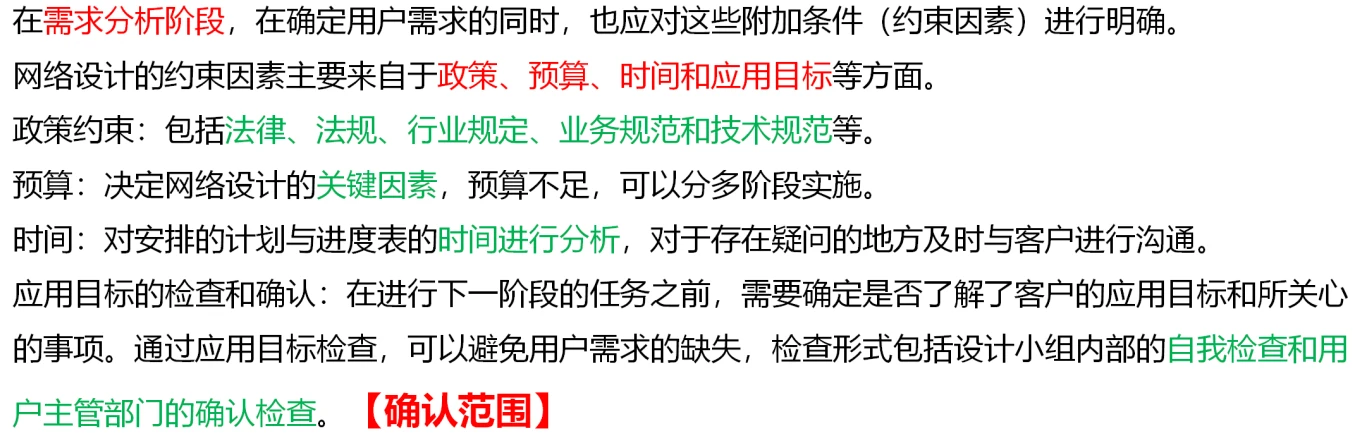 在需求分析阶段，在确定用户需求的同时，也应对这些附加条件（约束因素）进行明确。
网络设计的约束因素主要来自于政策、预算、时间和应用目标等方面。
政策约束：包括法律、法规、行业规定、业务规范和技术规范等。
预算：决定网络设计的关键因素，预算不足，可以分多阶段实施。
时间：对安排的计划与进度表的时间进行分析，对于存在疑问的地方及时与客户进行沟通。
应用目标的检查和确认：在进行下一阶段的任务之前，需要确定是否了解了客户的应用目标和所关心
的事项。通过应用目标检查，可以避免用户需求的缺失，检查形式包括设计小组内部的自我检查和用
户主管部门的确认检查。【确认范围】